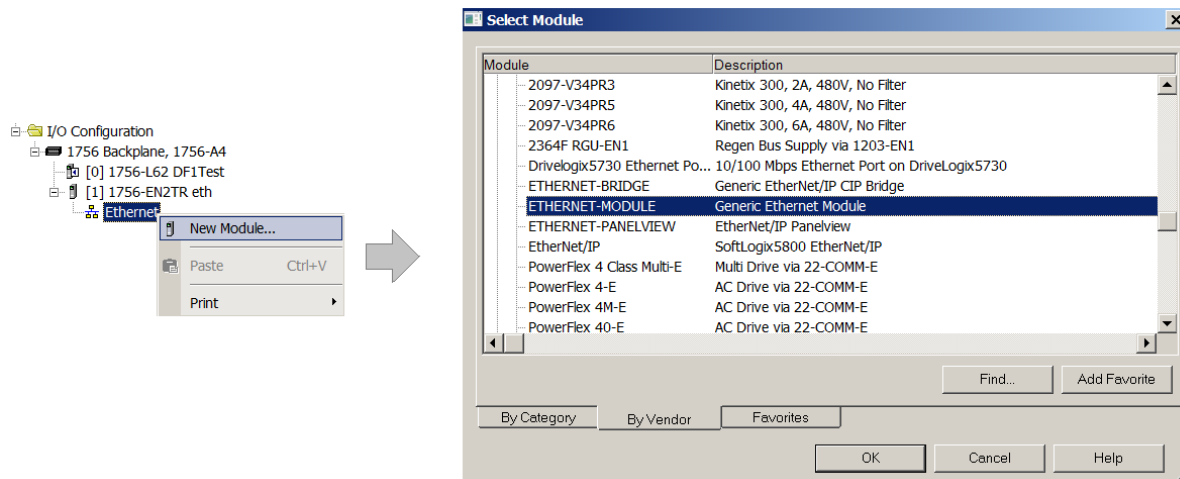 I/O Configuration
1756 Backplane, 1756-A4
[0] 1756-L62 DF1Test
[1] 1756-EN2TR eth
Ethernet
New Module...
Paste Ctrl+V
Print
Select Module
Module Description
2097-V34PR3 Kinetix 300, 2A, 480V, No Filter
2097-V34PR5 Kinetix 300, 4A, 480V, No Filter
2097-V34PR6 Kinetix 300, 6A, 480V, No Filter
2364F RGU-EN1 Regen Bus Supply via 1203-EN1
Drivelogix5730 Ethernet Po... 10/100 Mbps Ethernet Port on DriveLogix5730
ETHERNET-BRIDGE Generic EtherNet/IP CIP Bridge
ETHERNET-MODULE Generic Ethernet Module
ETHERNET-PANELVIEW EtherNet/IP Panelview
EtherNet/IP SoftLogix5800 EtherNet/IP
PowerFlex 4 Class Multi-E Multi Drive via 22-COMM-E
PowerFlex 4-E AC Drive via 22-COMM-E
PowerFlex 4M-E AC Drive via 22-COMM-E
PowerFlex 40-E AC Drive via 22-COMM-E
Find... Add Favorite
By Category By Vendor Favorites
OK Cancel Help